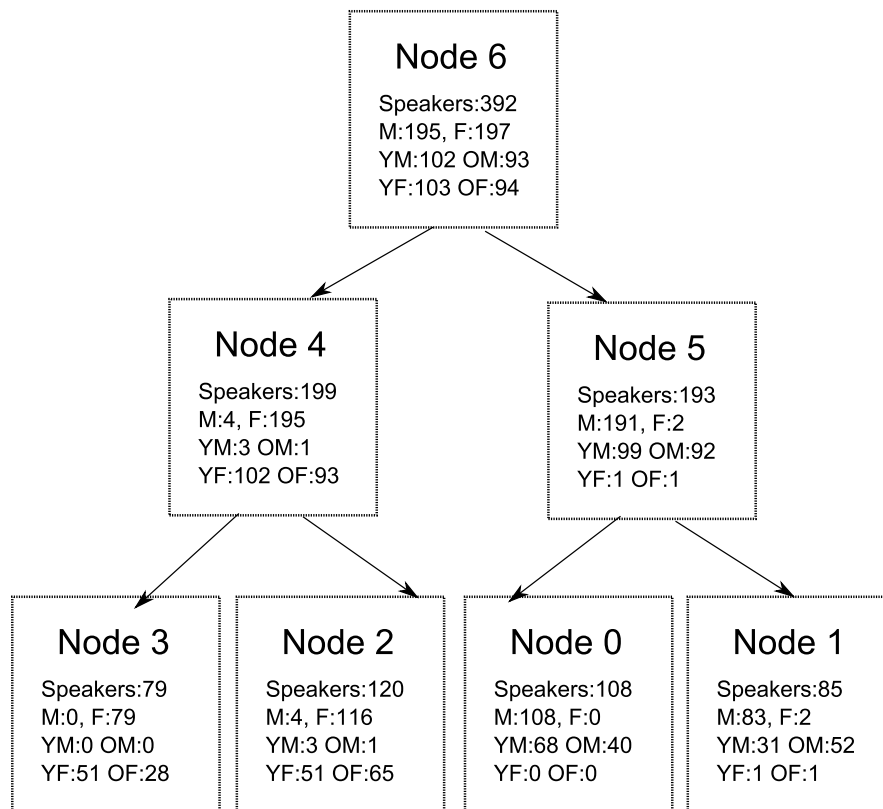 Node 6
Speakers:392
M:195, F:197
YM:102 OM:93
YF:103 OF:94
Node 4
Speakers:199
M:4, F:195
YM:3 OM:1
YF:102 OF:93
Node 5
Speakers:193
M:191, F:2
YM:99 OM:92
YF:1 OF:1
Node 3
Speakers:79
M:0, F:79
YM:0 OM:0
YF:51 OF:28
Node 2
Speakers:120
M:4, F:116
YM:3 OM:1
YF:51 OF:65
Node 0
Speakers:108
M:108, F:0
YM:68 OM:40
YF:0 OF:0
Node 1
Speakers:85
M:83, F:2
YM:31 OM:52
YF:1 OF:1